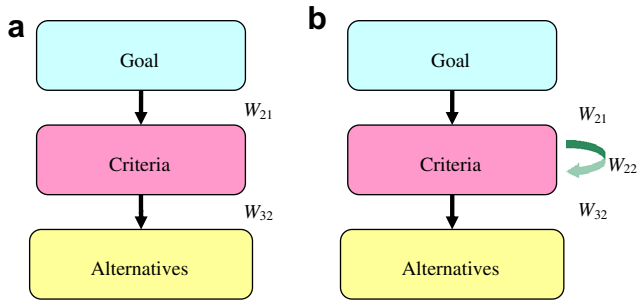 a
Goal
W21
Criteria
W32
Alternatives
b
Goal
W21
Criteria
W22
W32
Alternatives